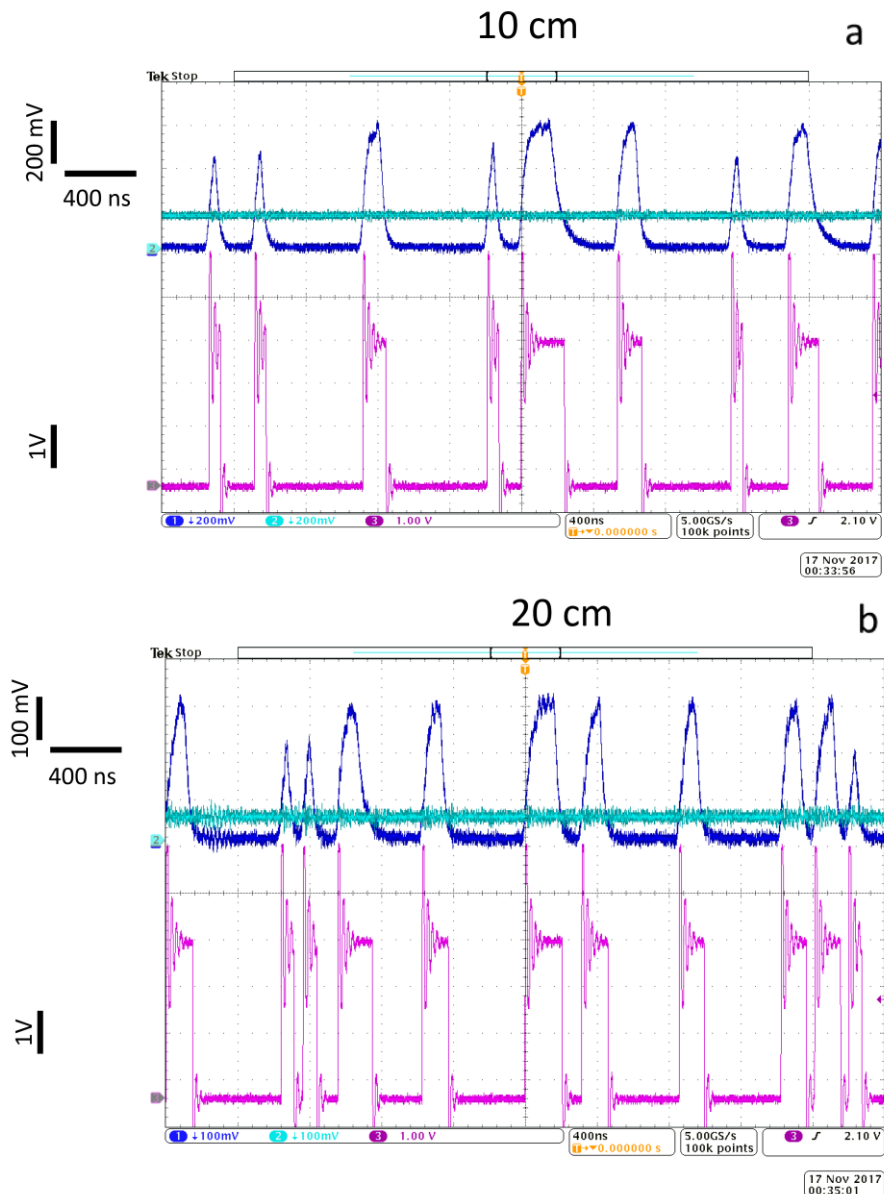 10 cm
a
Tek Stop
T
T
200 mV
400 ns
2
1V
3
1 ↓200mV 2 ↓200mV 3 1.00 V 400ns 5.00GS/s 3 2.10 V
T→▼0.000000 s 100k points
17 Nov 2017
00:33:56
20 cm
b
Tek Stop
T
T
100 mV
400 ns
2
1V
1 ↓100mV 2 ↓100mV 3 1.00 V 400ns 5.00GS/s 3 2.10 V
T→▼0.000000 s 100k points
17 Nov 2017
00:35:01